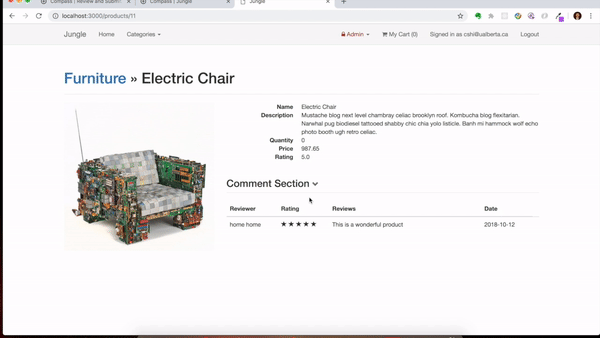 Compass | Review and Submi
Compass | Jungle
Jungle
localhost:3000/products/11
Jungle Home Categories Admin My Cart (0) Signed in as cshi@ualberta.ca Logout
Furniture » Electric Chair
Name Electric Chair
Description Mustache blog next level chambray celiac brooklyn roof. Kombucha blog flexitarian.
Narwhal pug biodiesel tattooed shabby chic chia yolo listicle. Banh mi hammock wolf echo
photo booth ugh retro celiac.
Quantity 0
Price 987.65
Rating 5.0
Comment Section
Reviewer Rating Reviews Date
home home ★★★★★ This is a wonderful product 2018-10-12